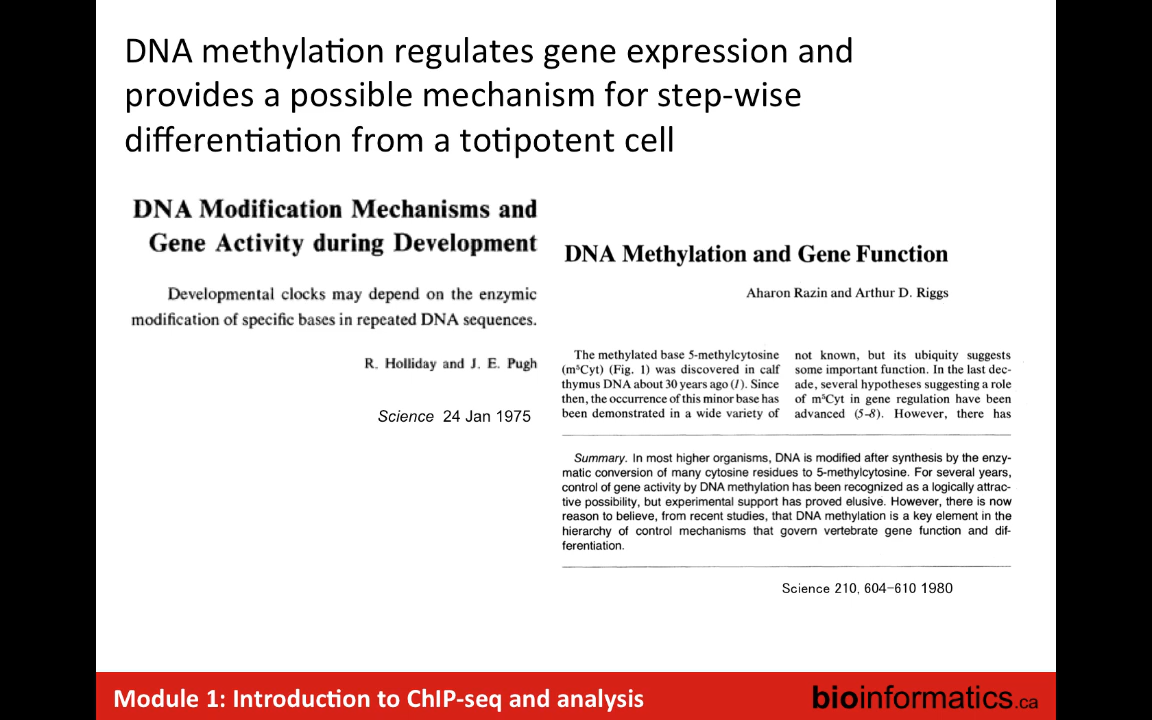 DNA methylation regulates gene expression and
provides a possible mechanism for step-wise
differentiation from a totipotent cell
DNA Modification Mechanisms and
Gene Activity during Development
Developmental clocks may depend on the enzymic
modification of specific bases in repeated DNA sequences.
R. Holliday and J. E. Pugh
Science 24 Jan 1975
DNA Methylation and Gene Function
Aharon Razin and Arthur D. Riggs
The methylated base 5-methylcytosine
(m⁵Cyt) (Fig. 1) was discovered in calf
thymus DNA about 30 years ago (1). Since
then, the occurrence of this minor base has
been demonstrated in a wide variety of
not known, but its ubiquity suggests
some important function. In the last dec-
ade, several hypotheses suggesting a role
of m⁵Cyt in gene regulation have been
advanced (5-8). However, there has
Summary. In most higher organisms, DNA is modified after synthesis by the enzy-
matic conversion of many cytosine residues to 5-methylcytosine. For several years,
control of gene activity by DNA methylation has been recognized as a logically attrac-
tive possibility, but experimental support has proved elusive. However, there is now
reason to believe, from recent studies, that DNA methylation is a key element in the
hierarchy of control mechanisms that govern vertebrate gene function and dif-
ferentiation.
Science 210, 604-610 1980
Module 1: Introduction to ChIP-seq and analysis
bioinformatics.ca